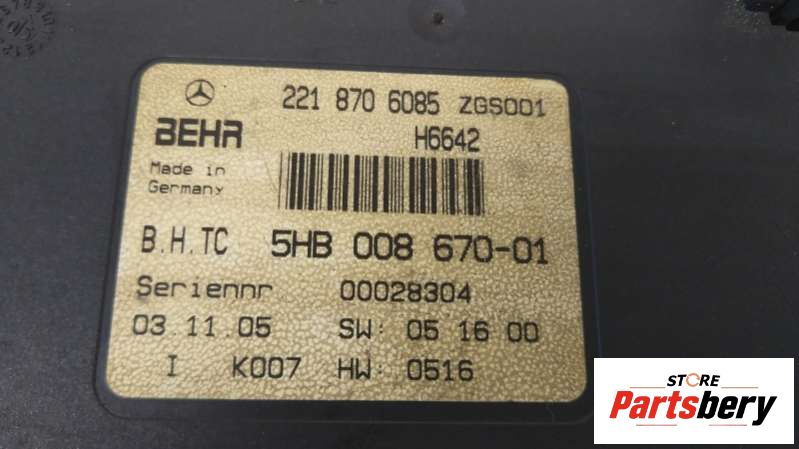 221 870 6085 ZGS001
BEHR
H6642
Made in
Germany
B.H.TC 5HB 008 670-01
Seriennr 00028304
03.11.05 SW: 05 16 00
I K007 HW: 0516
STORE
Partsbery